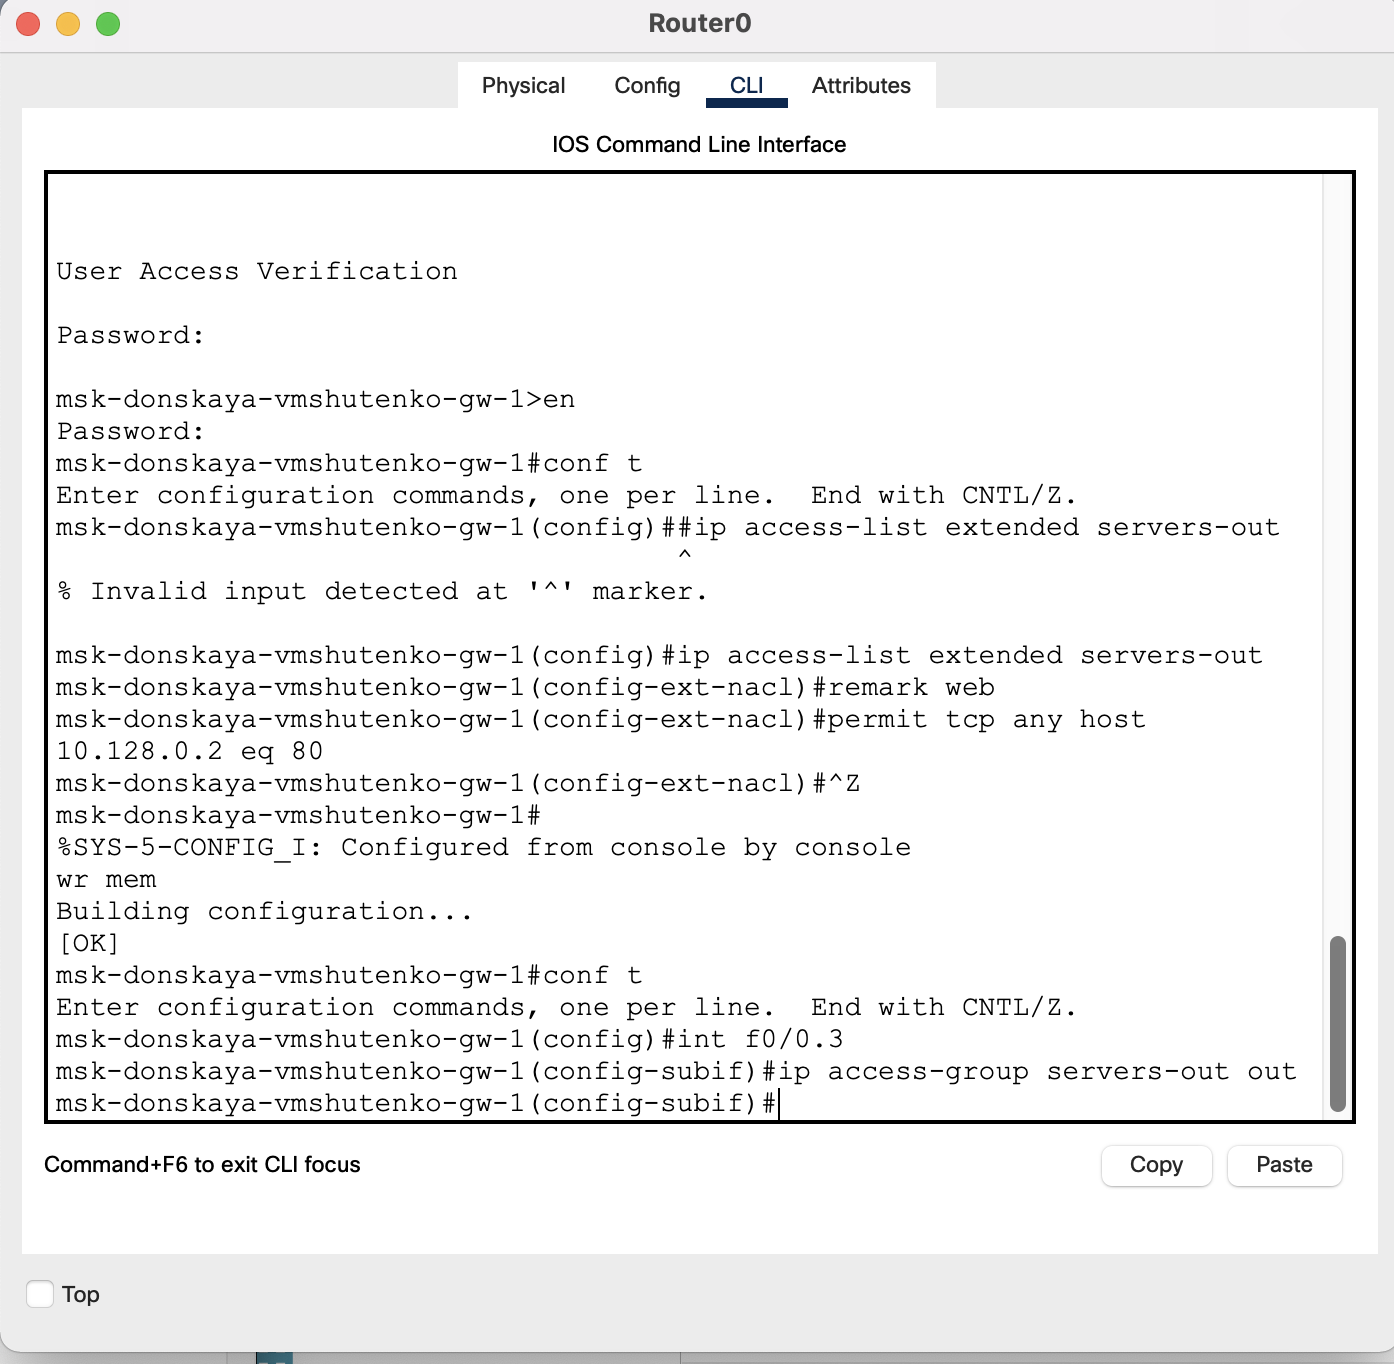 Router0
Physical Config CLI Attributes
IOS Command Line Interface
User Access Verification
Password:
msk-donskaya-vmshutenko-gw-1>en
Password:
msk-donskaya-vmshutenko-gw-1#conf t
Enter configuration commands, one per line.  End with CNTL/Z.
msk-donskaya-vmshutenko-gw-1(config)##ip access-list extended servers-out
^
% Invalid input detected at '^' marker.
msk-donskaya-vmshutenko-gw-1(config)#ip access-list extended servers-out
msk-donskaya-vmshutenko-gw-1(config-ext-nacl)#remark web
msk-donskaya-vmshutenko-gw-1(config-ext-nacl)#permit tcp any host
10.128.0.2 eq 80
msk-donskaya-vmshutenko-gw-1(config-ext-nacl)#^Z
msk-donskaya-vmshutenko-gw-1#
%SYS-5-CONFIG_I: Configured from console by console
wr mem
Building configuration...
[OK]
msk-donskaya-vmshutenko-gw-1#conf t
Enter configuration commands, one per line.  End with CNTL/Z.
msk-donskaya-vmshutenko-gw-1(config)#int f0/0.3
msk-donskaya-vmshutenko-gw-1(config-subif)#ip access-group servers-out out
msk-donskaya-vmshutenko-gw-1(config-subif)#
Command+F6 to exit CLI focus
Copy Paste
Top